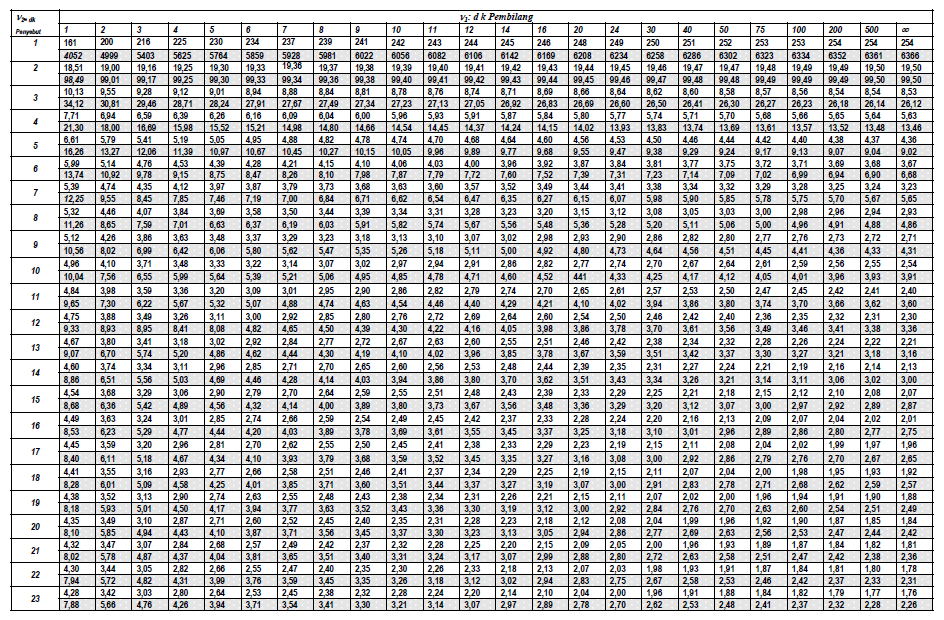 V₂= dk Penyebut v₁: d k Pembilang
1 2 3 4 5 6 7 8 9 10 11 12 14 16 20 24 30 40 50 75 100 200 500 ∞
1 161 200 216 225 230 234 237 239 241 242 243 244 245 246 248 249 250 251 252 253 253 254 254 254
4052 4999 5403 5625 5764 5859 5928 5981 6022 6056 6082 6106 6142 6169 6208 6234 6258 6286 6302 6323 6334 6352 6361 6366
2 18,51 19,00 19,16 19,25 19,30 19,33 19,36 19,37 19,38 19,39 19,40 19,41 19,42 19,43 19,44 19,45 19,46 19,47 19,47 19,48 19,49 19,49 19,50 19,50
98,49 99,01 99,17 99,25 99,30 99,33 99,34 99,36 99,38 99,40 99,41 99,42 99,43 99,44 99,45 99,46 99,47 99,48 99,48 99,49 99,49 99,49 99,50 99,50
3 10,13 9,55 9,28 9,12 9,01 8,94 8,88 8,84 8,81 8,78 8,76 8,74 8,71 8,69 8,66 8,64 8,62 8,60 8,58 8,57 8,56 8,54 8,54 8,53
34,12 30,81 29,46 28,71 28,24 27,91 27,67 27,49 27,34 27,23 27,13 27,05 26,92 26,83 26,69 26,60 26,50 26,41 26,30 26,27 26,23 26,18 26,14 26,12
4 7,71 6,94 6,59 6,39 6,26 6,16 6,09 6,04 6,00 5,96 5,93 5,91 5,87 5,84 5,80 5,77 5,74 5,71 5,70 5,68 5,66 5,65 5,64 5,63
21,30 18,00 16,69 15,98 15,52 15,21 14,98 14,80 14,66 14,54 14,45 14,37 14,24 14,15 14,02 13,93 13,83 13,74 13,69 13,61 13,57 13,52 13,48 13,46
5 6,61 5,79 5,41 5,19 5,05 4,95 4,88 4,82 4,78 4,74 4,70 4,68 4,64 4,60 4,56 4,53 4,50 4,46 4,44 4,42 4,40 4,38 4,37 4,36
16,26 13,27 12,06 11,39 10,97 10,67 10,45 10,27 10,15 10,05 9,96 9,89 9,77 9,68 9,55 9,47 9,38 9,29 9,24 9,17 9,13 9,07 9,04 9,02
6 5,99 5,14 4,76 4,53 4,39 4,28 4,21 4,15 4,10 4,06 4,03 4,00 3,96 3,92 3,87 3,84 3,81 3,77 3,75 3,72 3,71 3,69 3,68 3,67
13,74 10,92 9,78 9,15 8,75 8,47 8,26 8,10 7,98 7,87 7,79 7,72 7,60 7,52 7,39 7,31 7,23 7,14 7,09 7,02 6,99 6,94 6,90 6,68
7 5,39 4,74 4,35 4,12 3,97 3,87 3,79 3,73 3,68 3,63 3,60 3,57 3,52 3,49 3,44 3,41 3,38 3,34 3,32 3,29 3,28 3,25 3,24 3,23
12,25 9,55 8,45 7,85 7,46 7,19 7,00 6,84 6,71 6,62 6,54 6,47 6,35 6,27 6,15 6,07 5,98 5,90 5,85 5,78 5,75 5,70 5,67 5,65
8 5,32 4,46 4,07 3,84 3,69 3,58 3,50 3,44 3,39 3,34 3,31 3,28 3,23 3,20 3,15 3,12 3,08 3,05 3,03 3,00 2,98 2,96 2,94 2,93
11,26 8,65 7,59 7,01 6,63 6,37 6,19 6,03 5,91 5,82 5,74 5,67 5,56 5,48 5,36 5,28 5,20 5,11 5,06 5,00 4,96 4,91 4,88 4,86
9 5,12 4,26 3,86 3,63 3,48 3,37 3,29 3,23 3,18 3,13 3,10 3,07 3,02 2,98 2,93 2,90 2,86 2,82 2,80 2,77 2,76 2,73 2,72 2,71
10,56 8,02 6,99 6,42 6,06 5,80 5,62 5,47 5,35 5,26 5,18 5,11 5,00 4,92 4,80 4,73 4,64 4,56 4,51 4,45 4,41 4,36 4,33 4,31
10 4,96 4,10 3,71 3,48 3,33 3,22 3,14 3,07 3,02 2,97 2,94 2,91 2,86 2,82 2,77 2,74 2,70 2,67 2,64 2,61 2,59 2,56 2,55 2,54
10,04 7,56 6,55 5,99 5,64 5,39 5,21 5,06 4,95 4,85 4,78 4,71 4,60 4,52 441 4,33 4,25 4,17 4,12 4,05 4,01 3,96 3,93 3,91
11 4,84 3,98 3,59 3,36 3,20 3,09 3,01 2,95 2,90 2,86 2,82 2,79 2,74 2,70 2,65 2,61 2,57 2,53 2,50 2,47 2,45 2,42 2,41 2,40
9,65 7,30 6,22 5,67 5,32 5,07 4,88 4,74 4,63 4,54 4,46 4,40 4,29 4,21 4,10 4,02 3,94 3,86 3,80 3,74 3,70 3,66 3,62 3,60
12 4,75 3,88 3,49 3,26 3,11 3,00 2,92 2,85 2,80 2,76 2,72 2,69 2,64 2,60 2,54 2,50 2,46 2,42 2,40 2,36 2,35 2,32 2,31 2,30
9,33 8,93 8,95 8,41 8,08 4,82 4,65 4,50 4,39 4,30 4,22 4,16 4,05 3,98 3,86 3,78 3,70 3,61 3,56 3,49 3,46 3,41 3,38 3,36
13 4,67 3,80 3,41 3,18 3,02 2,92 2,84 2,77 2,72 2,67 2,63 2,60 2,55 2,51 2,46 2,42 2,38 2,34 2,32 2,28 2,26 2,24 2,22 2,21
9,07 6,70 5,74 5,20 4,86 4,62 4,44 4,30 4,19 4,10 4,02 3,96 3,85 3,78 3,67 3,59 3,51 3,42 3,37 3,30 3,27 3,21 3,18 3,16
14 4,60 3,74 3,34 3,11 2,96 2,85 2,71 2,70 2,65 2,60 2,56 2,53 2,48 2,44 2,39 2,35 2,31 2,27 2,24 2,21 2,19 2,16 2,14 2,13
8,86 6,51 5,56 5,03 4,69 4,46 4,28 4,14 4,03 3,94 3,86 3,80 3,70 3,62 3,51 3,43 3,34 3,26 3,21 3,14 3,11 3,06 3,02 3,00
15 4,54 3,68 3,29 3,06 2,90 2,79 2,70 2,64 2,59 2,55 2,51 2,48 2,43 2,39 2,33 2,29 2,25 2,21 2,18 2,15 2,12 2,10 2,08 2,07
8,68 6,36 5,42 4,89 4,56 4,32 4,14 4,00 3,89 3,80 3,73 3,67 3,56 3,48 3,36 3,29 3,20 3,12 3,07 3,00 2,97 2,92 2,89 2,87
16 4,49 3,63 3,24 3,01 2,85 2,74 2,66 2,59 2,54 2,49 2,45 2,42 2,37 2,33 2,28 2,24 2,20 2,16 2,13 2,09 2,07 2,04 2,02 2,01
8,53 6,23 5,29 4,77 4,44 4,20 4,03 3,89 3,78 3,69 3,61 3,55 3,45 3,37 3,25 3,18 3,10 3,01 2,96 2,89 2,86 2,80 2,77 2,75
17 4,45 3,59 3,20 2,96 2,81 2,70 2,62 2,55 2,50 2,45 2,41 2,38 2,33 2,29 2,23 2,19 2,15 2,11 2,08 2,04 2,02 1,99 1,97 1,96
8,40 6,11 5,18 4,67 4,34 4,10 3,93 3,79 3,68 3,59 3,52 3,45 3,35 3,27 3,16 3,08 3,00 2,92 2,86 2,79 2,76 2,70 2,67 2,65
18 4,41 3,55 3,16 2,93 2,77 2,66 2,58 2,51 2,46 2,41 2,37 2,34 2,29 2,25 2,19 2,15 2,11 2,07 2,04 2,00 1,98 1,95 1,93 1,92
8,28 6,01 5,09 4,58 4,25 4,01 3,85 3,71 3,60 3,51 3,44 3,37 3,27 3,19 3,07 3,00 2,91 2,83 2,78 2,71 2,68 2,62 2,59 2,57
19 4,38 3,52 3,13 2,90 2,74 2,63 2,55 2,48 2,43 2,38 2,34 2,31 2,26 2,21 2,15 2,11 2,07 2,02 2,00 1,96 1,94 1,91 1,90 1,88
8,18 5,93 5,01 4,50 4,17 3,94 3,77 3,63 3,52 3,43 3,36 3,30 3,19 3,12 3,00 2,92 2,84 2,76 2,70 2,63 2,60 2,54 2,51 2,49
20 4,35 3,49 3,10 2,87 2,71 2,60 2,52 2,45 2,40 2,35 2,31 2,28 2,23 2,18 2,12 2,08 2,04 1,99 1,96 1,92 1,90 1,87 1,85 1,84
8,10 5,85 4,94 4,43 4,10 3,87 3,71 3,56 3,45 3,37 3,30 3,23 3,13 3,05 2,94 2,86 2,77 2,69 2,63 2,56 2,53 2,47 2,44 2,42
21 4,32 3,47 3,07 2,84 2,68 2,57 2,49 2,42 2,37 2,32 2,28 2,25 2,20 2,15 2,09 2,05 2,00 1,96 1,93 1,89 1,87 1,84 1,82 1,81
8,02 5,78 4,87 4,37 4,04 3,81 3,65 3,51 3,40 3,31 3,24 3,17 3,07 2,99 2,88 2,80 2,72 2,63 2,58 2,51 2,47 2,42 2,38 2,36
22 4,30 3,44 3,05 2,82 2,66 2,55 2,47 2,40 2,35 2,30 2,26 2,33 2,18 2,13 2,07 2,03 1,98 1,93 1,91 1,87 1,84 1,81 1,80 1,78
7,94 5,72 4,82 4,31 3,99 3,76 3,59 3,45 3,35 3,26 3,18 3,12 3,02 2,94 2,83 2,75 2,67 2,58 2,53 2,46 2,42 2,37 2,33 2,31
23 4,28 3,42 3,03 2,80 2,64 2,53 2,45 2,38 2,32 2,28 2,24 2,20 2,14 2,10 2,04 2,00 1,96 1,91 1,88 1,84 1,82 1,79 1,77 1,76
7,88 5,66 4,76 4,26 3,94 3,71 3,54 3,41 3,30 3,21 3,14 3,07 2,97 2,89 2,78 2,70 2,62 2,53 2,48 2,41 2,37 2,32 2,28 2,26